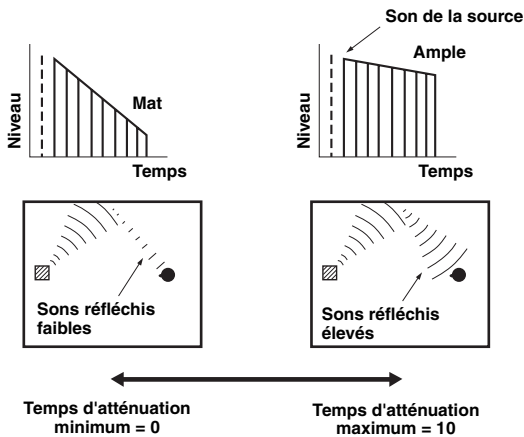 Son de la source
Niveau
Mat
Temps
Niveau
Ample
Temps
Sons réfléchis
faibles
Sons réfléchis
élevés
Temps d'atténuation
minimum = 0
Temps d'atténuation
maximum = 10